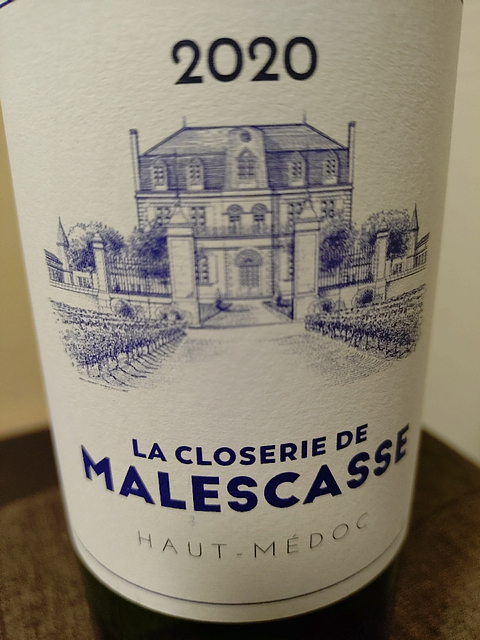 2020
LA CLOSERIE DE
MALESCASSE
HAUT-MÉDOC